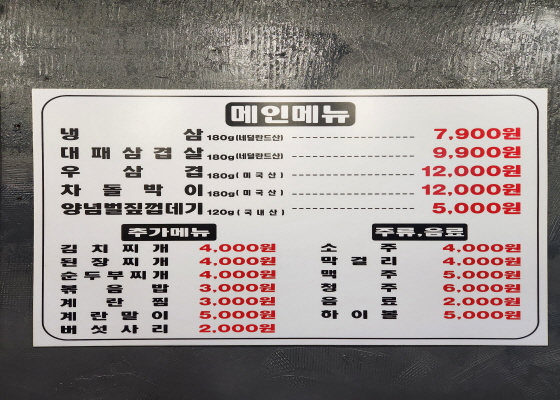 메인메뉴
냉삼 180g(네덜란드산) 7,900원
대패삼겹살 180g(네덜란드산) 9,900원
우삼겹 180g(미국산) 12,000원
차돌박이 180g(미국산) 12,000원
양념벌짚껍데기 120g(국내산) 5,000원
추가메뉴
김치찌개 4,000원
된장찌개 4,000원
순두부찌개 4,000원
볶음밥 3,000원
계란찜 3,000원
계란말이 5,000원
버섯사리 2,000원
주류,음료
소주 4,000원
막걸리 4,000원
맥주 5,000원
청주 6,000원
음료 2,000원
하이볼 5,000원